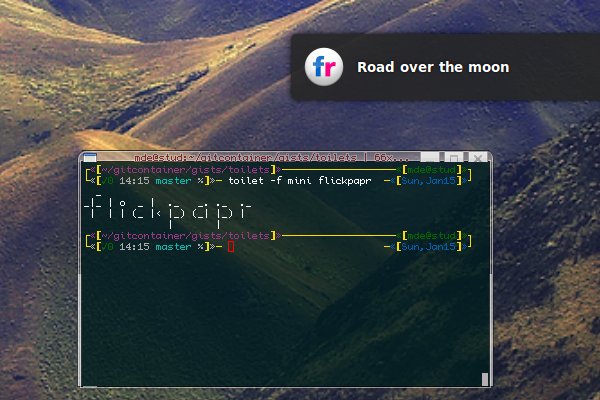 fr Road over the moon
mde@stud:~/gitcontainer/gists/toilets | 66x...
[~/gitcontainer/gists/toilets] [mde@stud]
[/0 14:15 master %]>- toilet -f mini flickpapr -[Sun,Jan15]
flickpapr
[~/gitcontainer/gists/toilets] [mde@stud]
[/0 14:15 master %]>- -[Sun,Jan15]